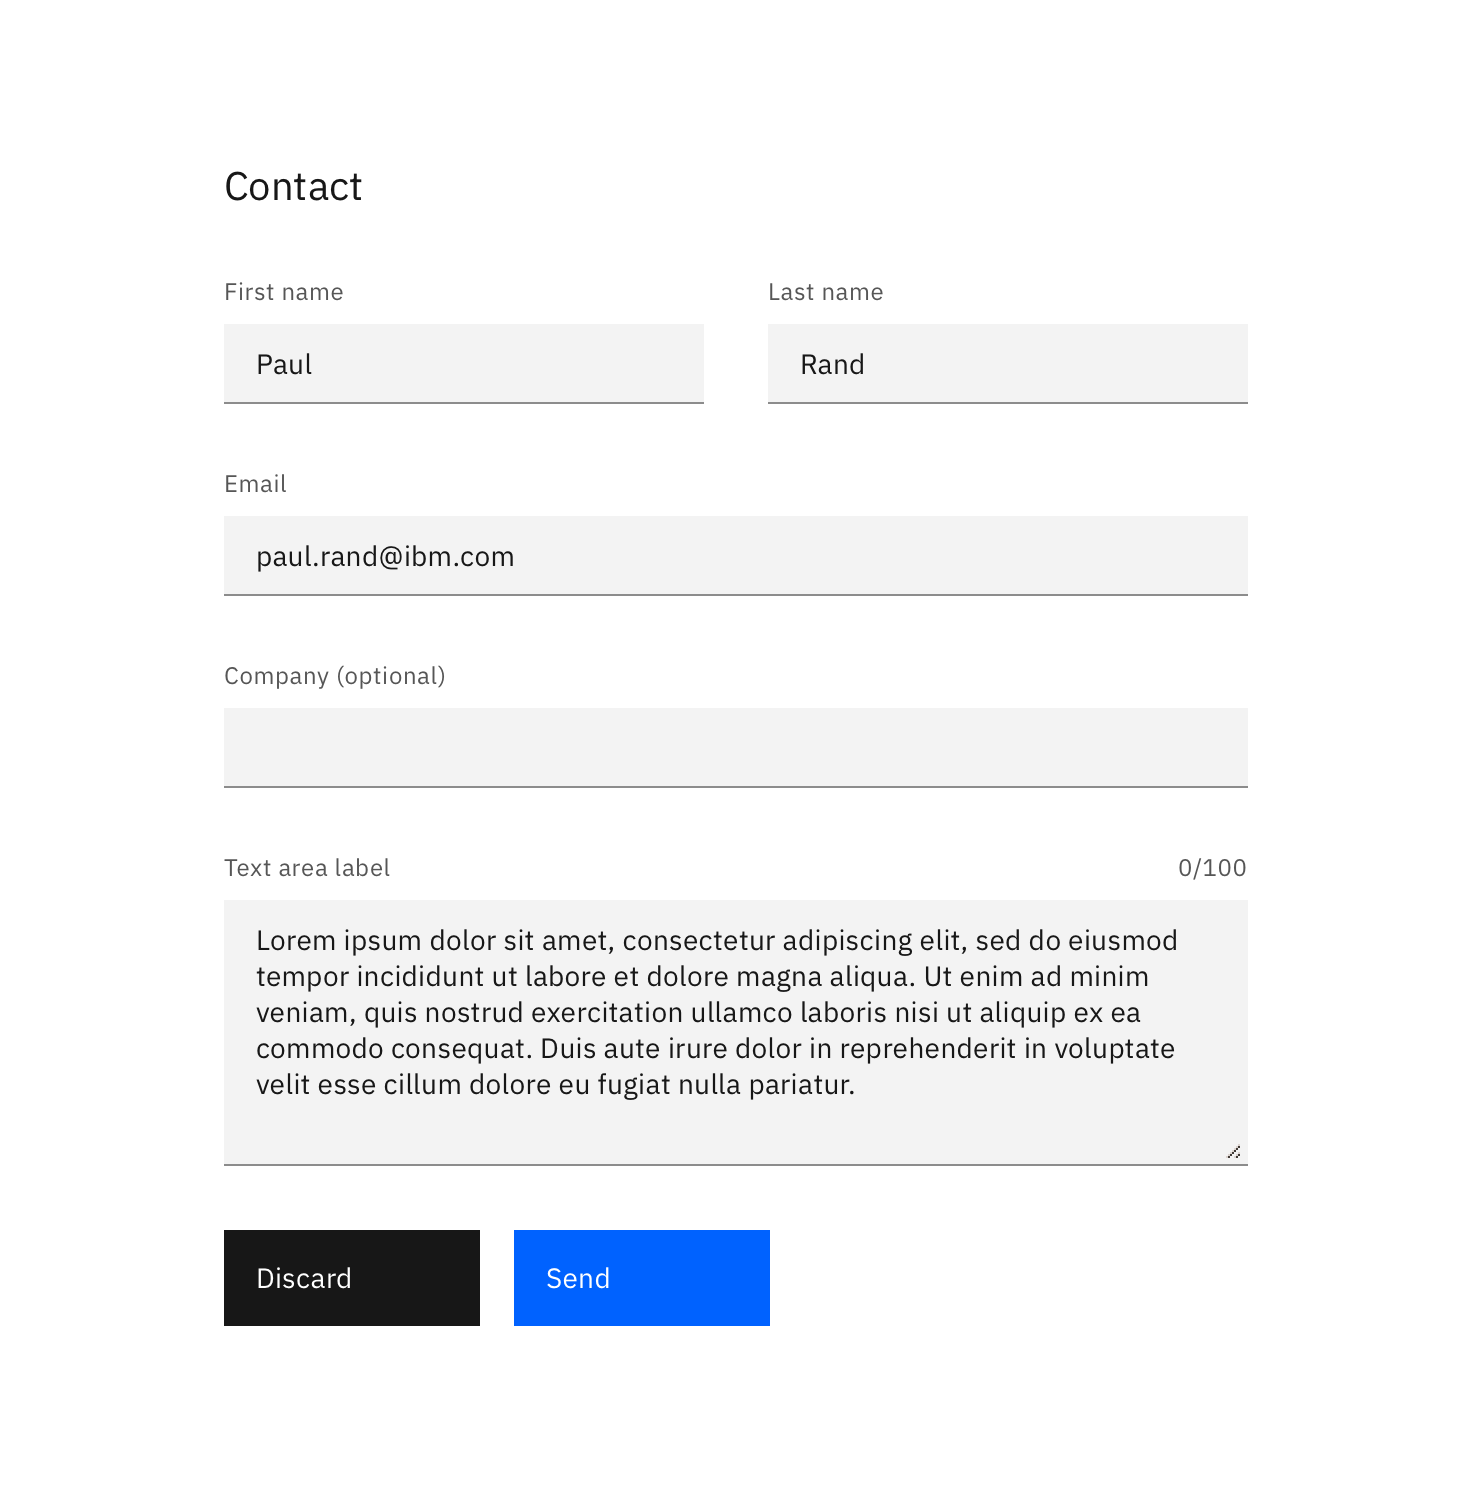 Contact
First name
Last name
Paul
Rand
Email
paul.rand@ibm.com
Company (optional)
Text area label
0/100
Lorem ipsum dolor sit amet, consectetur adipiscing elit, sed do eiusmod
tempor incididunt ut labore et dolore magna aliqua. Ut enim ad minim
veniam, quis nostrud exercitation ullamco laboris nisi ut aliquip ex ea
commodo consequat. Duis aute irure dolor in reprehenderit in voluptate
velit esse cillum dolore eu fugiat nulla pariatur.
Discard
Send